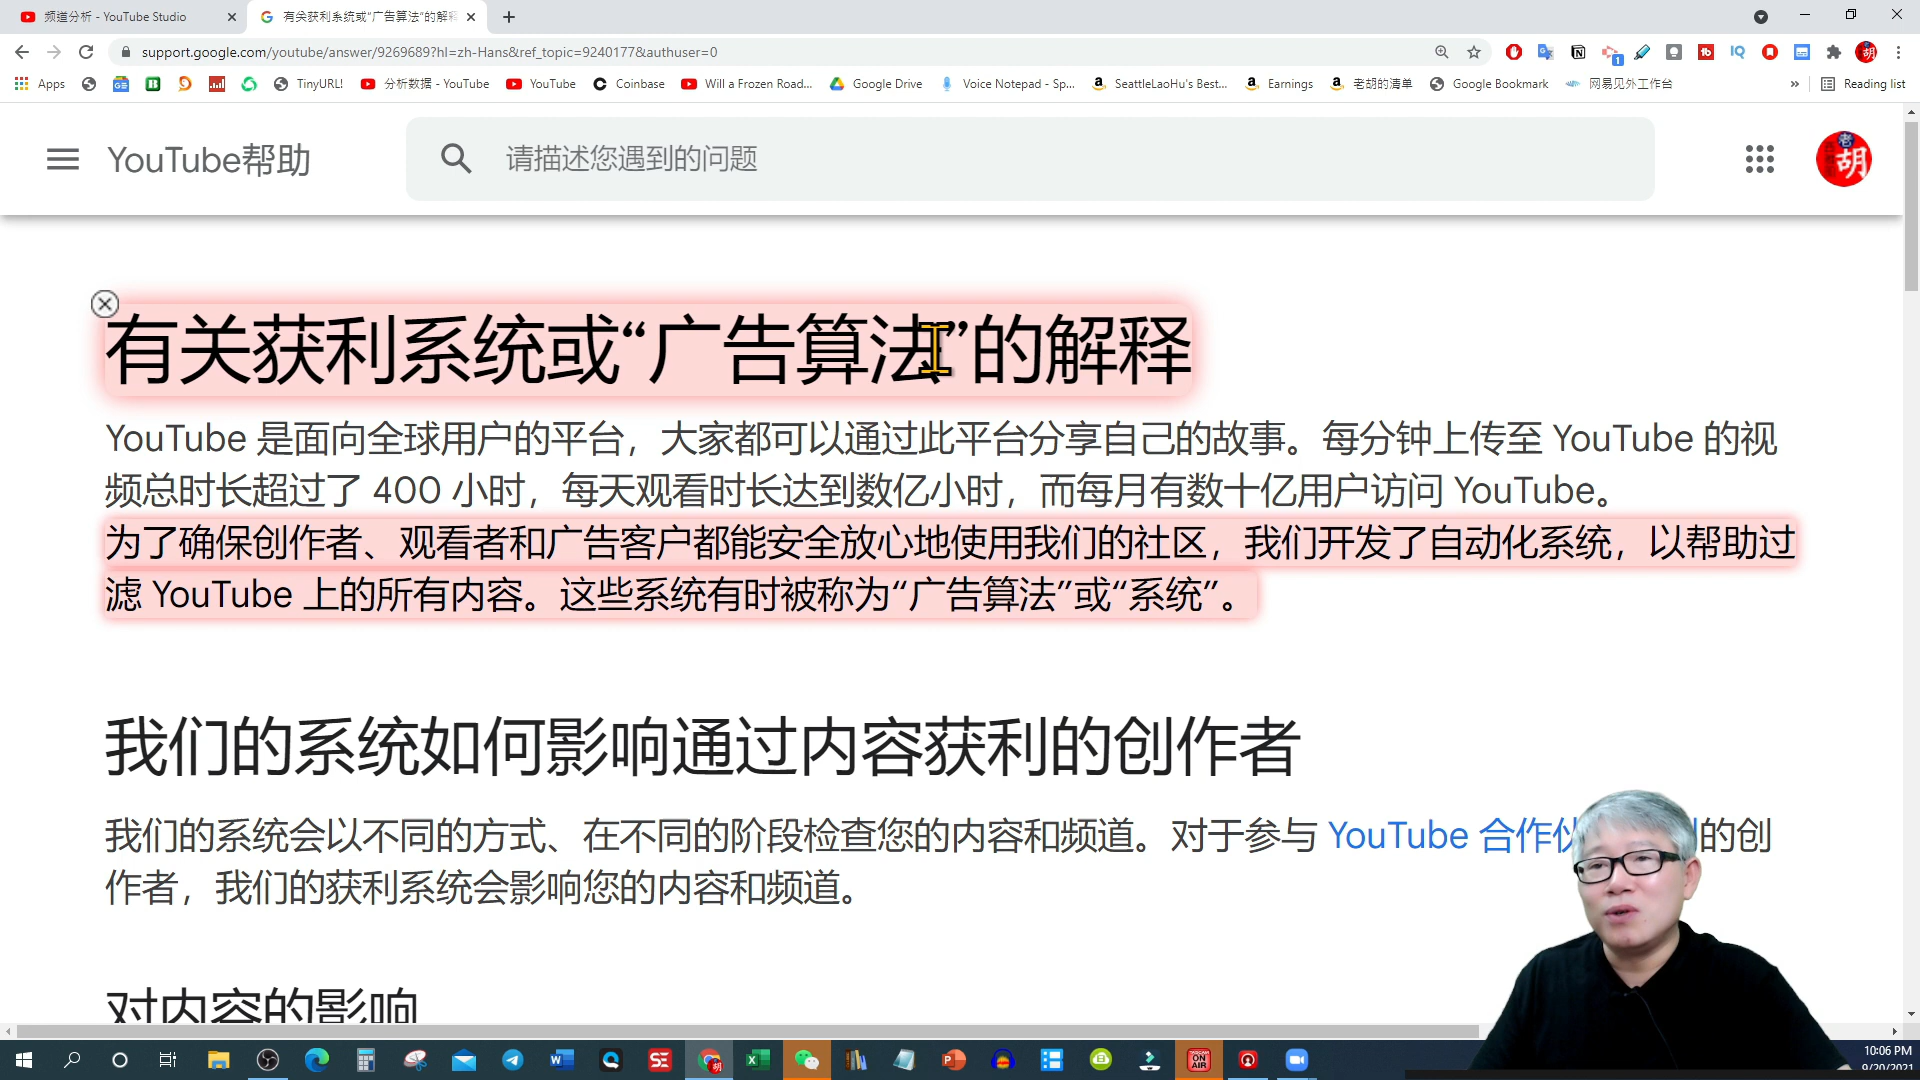 频道分析 - YouTube Studio
有关获利系统或“广告算法”的解释
support.google.com/youtube/answer/9269689?hl=zh-Hans&ref_topic=9240177&authuser=0
Apps
TinyURL!
分析数据 - YouTube
YouTube
Coinbase
Will a Frozen Road...
Google Drive
Voice Notepad - Sp...
SeattleLaoHu's Best...
Earnings
老胡的清单
Google Bookmark
网易见外工作台
Reading list
YouTube帮助
请描述您遇到的问题
老胡
有关获利系统或“广告算法”的解释
YouTube 是面向全球用户的平台，大家都可以通过此平台分享自己的故事。每分钟上传至 YouTube 的视
频总时长超过了 400 小时，每天观看时长达到数亿小时，而每月有数十亿用户访问 YouTube。
为了确保创作者、观看者和广告客户都能安全放心地使用我们的社区，我们开发了自动化系统，以帮助过
滤 YouTube 上的所有内容。这些系统有时被称为“广告算法”或“系统”。
我们的系统如何影响通过内容获利的创作者
我们的系统会以不同的方式、在不同的阶段检查您的内容和频道。对于参与 YouTube 合作伙 的创
作者，我们的获利系统会影响您的内容和频道。
对内容的影响
ON AIR
10:06 PM
9/20/2021